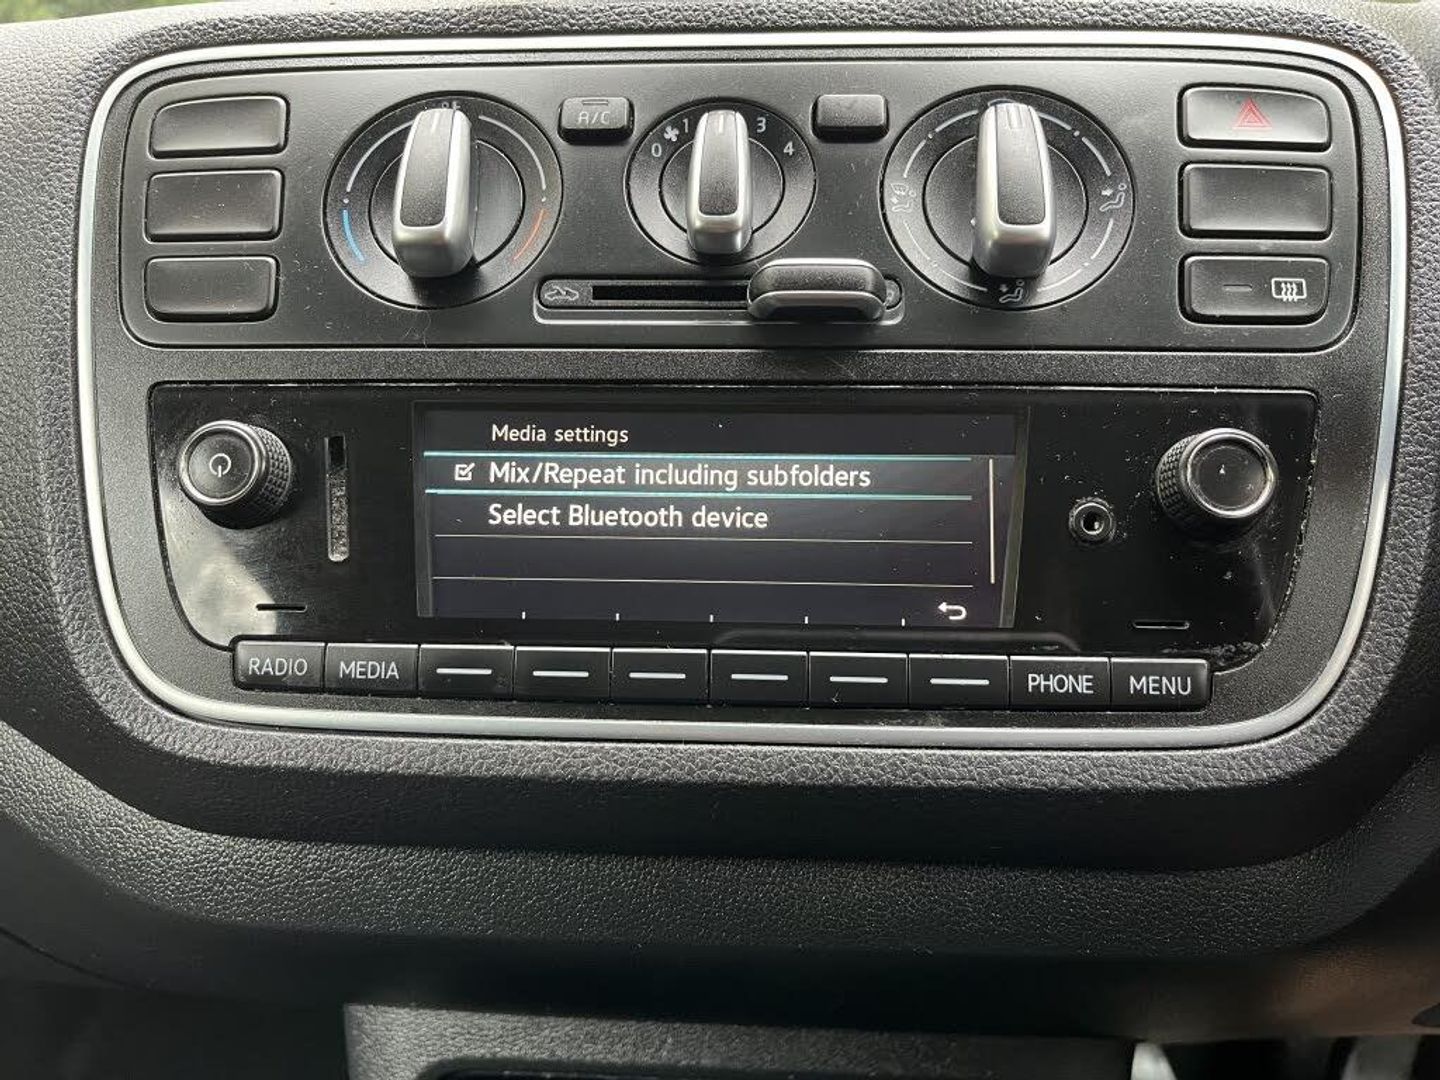 A/C
0 1 3 4
Media settings
Mix/Repeat including subfolders
Select Bluetooth device
RADIO MEDIA PHONE MENU